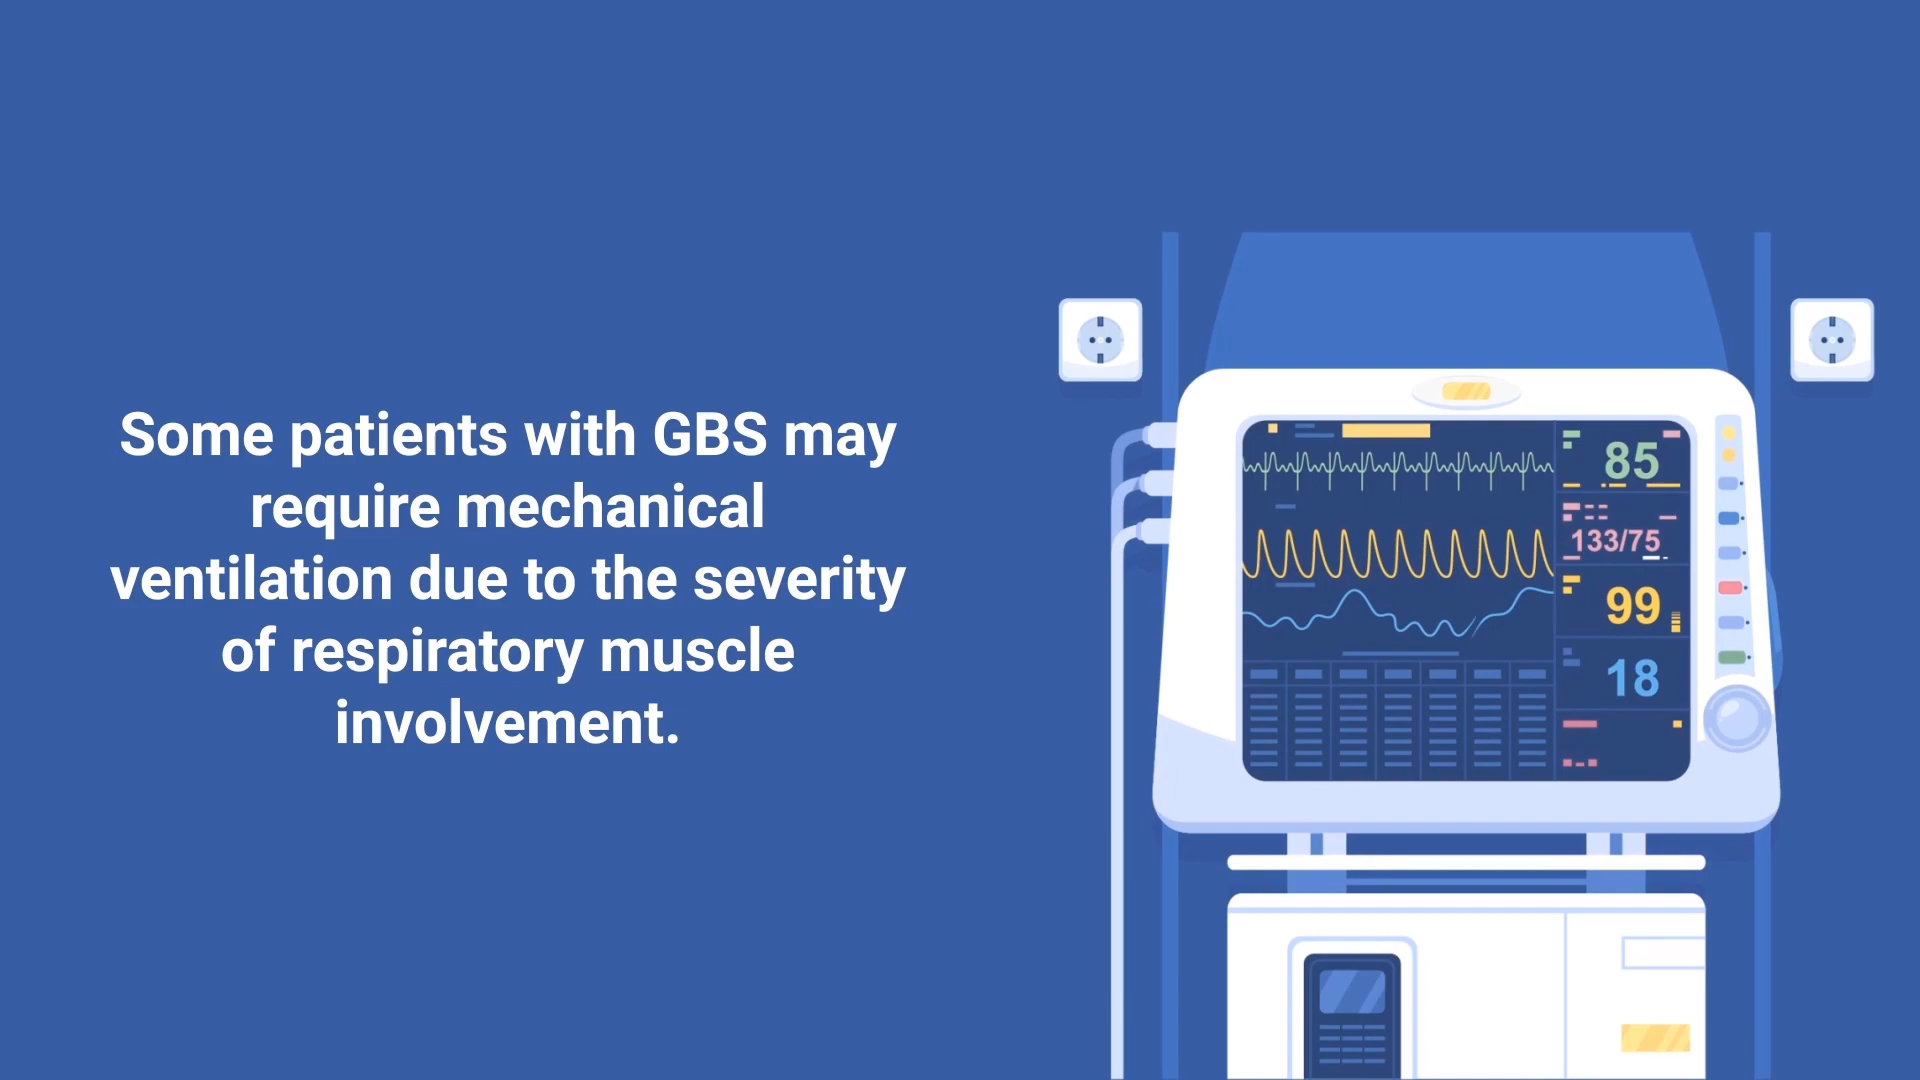 Some patients with GBS may
require mechanical
ventilation due to the severity
of respiratory muscle
involvement.
85
133/75
99
18